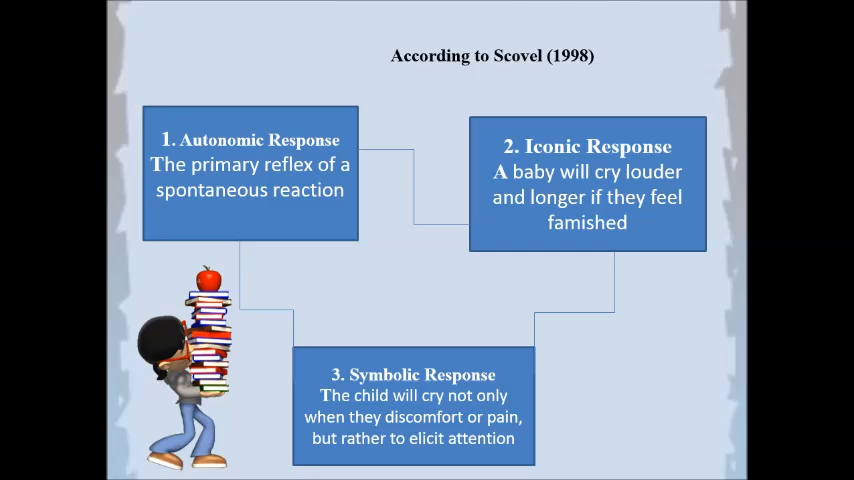 According to Scovel (1998)
1. Autonomic Response
The primary reflex of a
spontaneous reaction
2. Iconic Response
A baby will cry louder
and longer if they feel
famished
3. Symbolic Response
The child will cry not only
when they discomfort or pain,
but rather to elicit attention